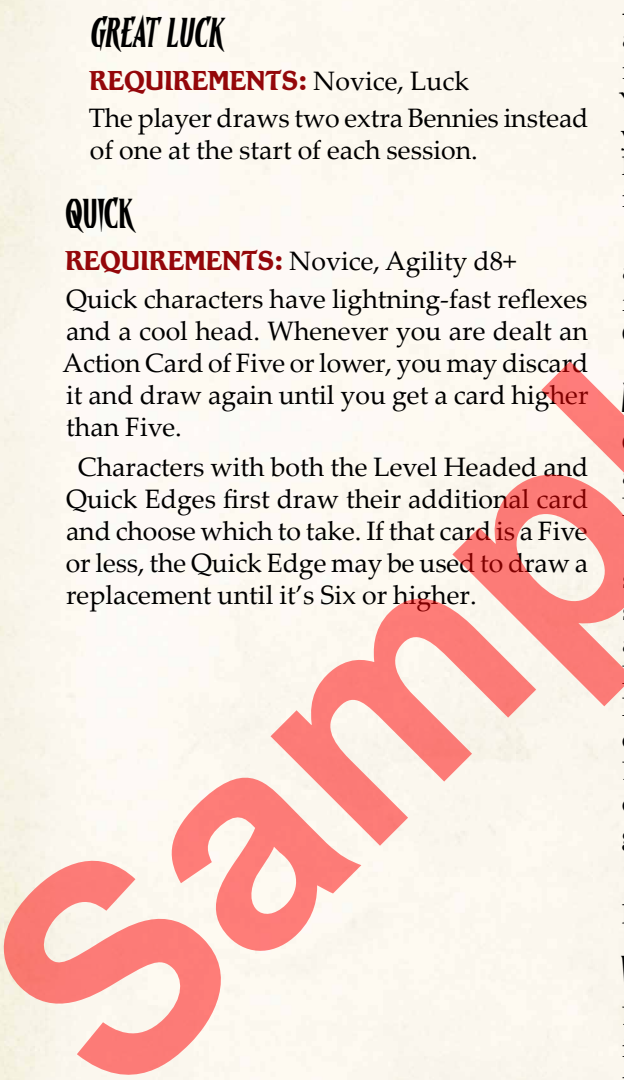 GREAT LUCK
REQUIREMENTS: Novice, Luck
The player draws two extra Bennies instead
of one at the start of each session.
QUICK
REQUIREMENTS: Novice, Agility d8+
Quick characters have lightning-fast reflexes
and a cool head. Whenever you are dealt an
Action Card of Five or lower, you may discard
it and draw again until you get a card higher
than Five.
Characters with both the Level Headed and
Quick Edges first draw their additional card
and choose which to take. If that card is a Five
or less, the Quick Edge may be used to draw a
replacement until it’s Six or higher.